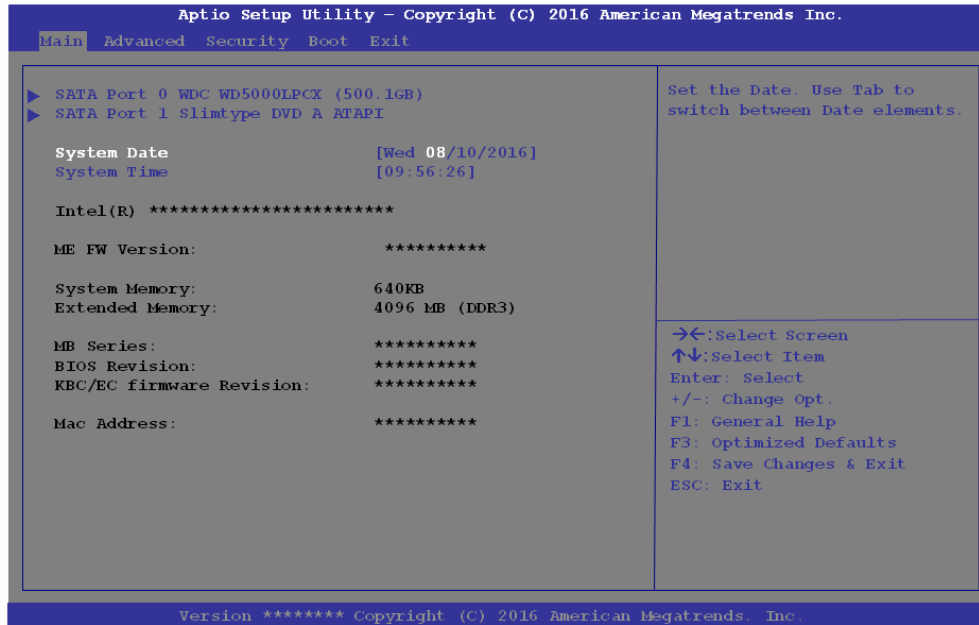 Aptio Setup Utility – Copyright (C) 2016 American Megatrends Inc.
Main Advanced Security Boot Exit
▶ SATA Port 0 WDC WD5000LPCX (500.1GB)
▶ SATA Port 1 Slimtype DVD A ATAPI
System Date [Wed 08/10/2016]
System Time [09:56:26]
Intel(R) ************************
ME FW Version: **********
System Memory: 640KB
Extended Memory: 4096 MB (DDR3)
MB Series: **********
BIOS Revision: **********
KBC/EC firmware Revision: **********
Mac Address: **********
Set the Date. Use Tab to
switch between Date elements.
→←:Select Screen
↑↓:Select Item
Enter: Select
+/-: Change Opt.
F1: General Help
F3: Optimized Defaults
F4: Save Changes & Exit
ESC: Exit
Version ******** Copyright (C) 2016 American Megatrends. Inc.